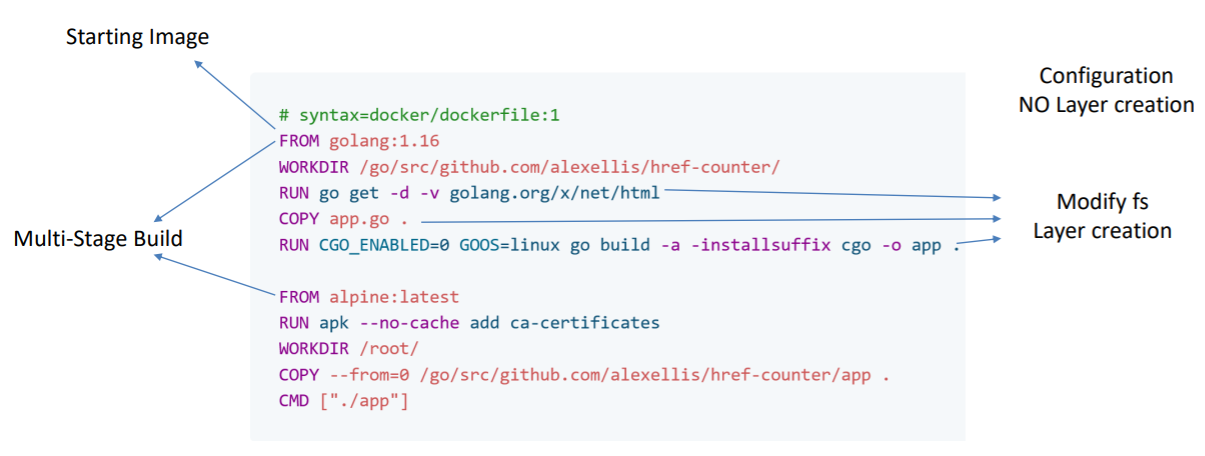 Starting Image
Configuration
NO Layer creation
# syntax=docker/dockerfile:1
FROM golang:1.16
WORKDIR /go/src/github.com/alexellis/href-counter/
RUN go get -d -v golang.org/x/net/html
COPY app.go .
RUN CGO_ENABLED=0 GOOS=linux go build -a -installsuffix cgo -o app .
Modify fs
Layer creation
Multi-Stage Build
FROM alpine:latest
RUN apk --no-cache add ca-certificates
WORKDIR /root/
COPY --from=0 /go/src/github.com/alexellis/href-counter/app .
CMD ["./app"]